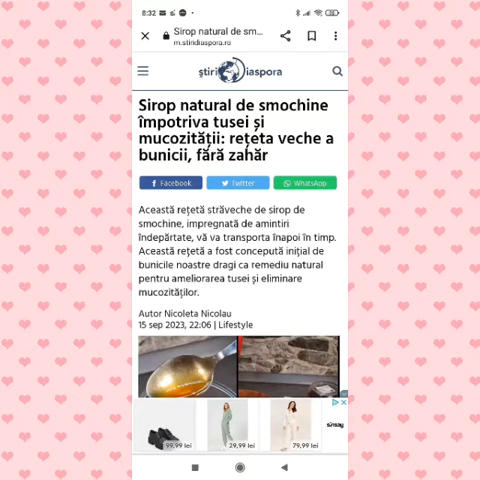 8:32
Sirop natural de smo...
m.stiridiaspora.ro
știri diaspora
Sirop natural de smochine
împotriva tusei și
mucozității: rețeta veche a
bunicii, fără zahăr
Facebook
Twitter
WhatsApp
Această rețetă străveche de sirop de
smochine, impregnată de amintiri
îndepărtate, vă va transporta înapoi în timp.
Această rețetă a fost concepută inițial de
bunicile noastre dragi ca remediu natural
pentru ameliorarea tusei și eliminare
mucozităților.
Autor Nicoleta Nicolau
15 sep 2023, 22:06 | Lifestyle
99,99 lei
29,99 lei
79,99 lei
sinsay